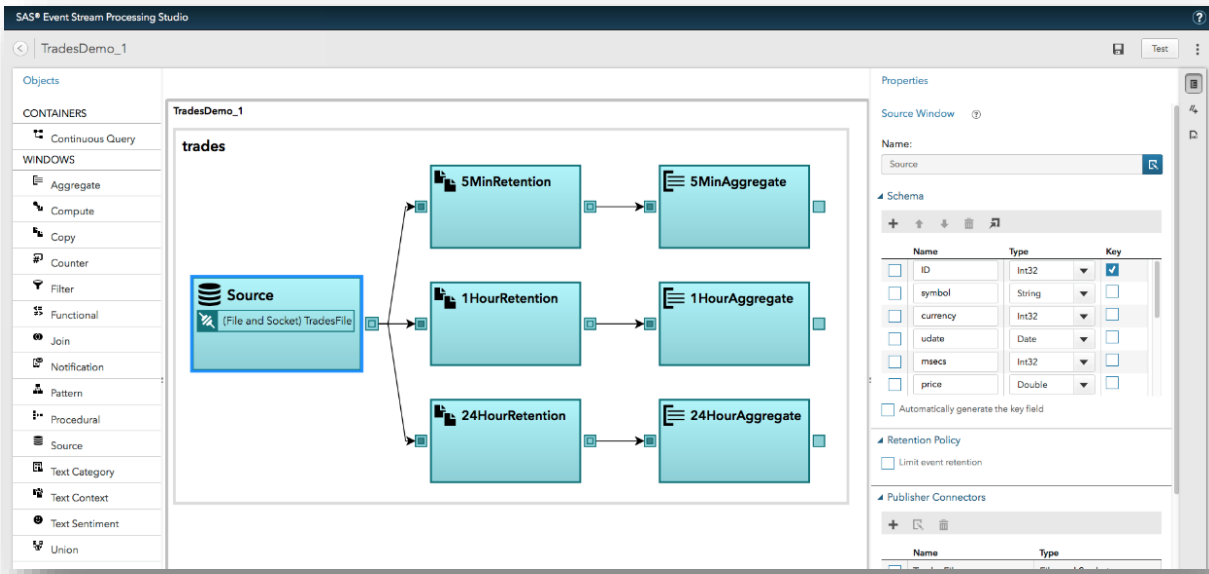 SAS® Event Stream Processing Studio
TradesDemo_1
Test
Objects
CONTAINERS
Continuous Query
WINDOWS
Aggregate
Compute
Copy
Counter
Filter
Functional
Join
Notification
Pattern
Procedural
Source
Text Category
Text Context
Text Sentiment
Union
TradesDemo_1
trades
Source
(File and Socket) TradesFile
5MinRetention
5MinAggregate
1HourRetention
1HourAggregate
24HourRetention
24HourAggregate
Properties
Source Window
Name:
Source
Schema
Name Type Key
ID Int32
symbol String
currency Int32
udate Date
msecs Int32
price Double
Automatically generate the key field
Retention Policy
Limit event retention
Publisher Connectors
Name Type